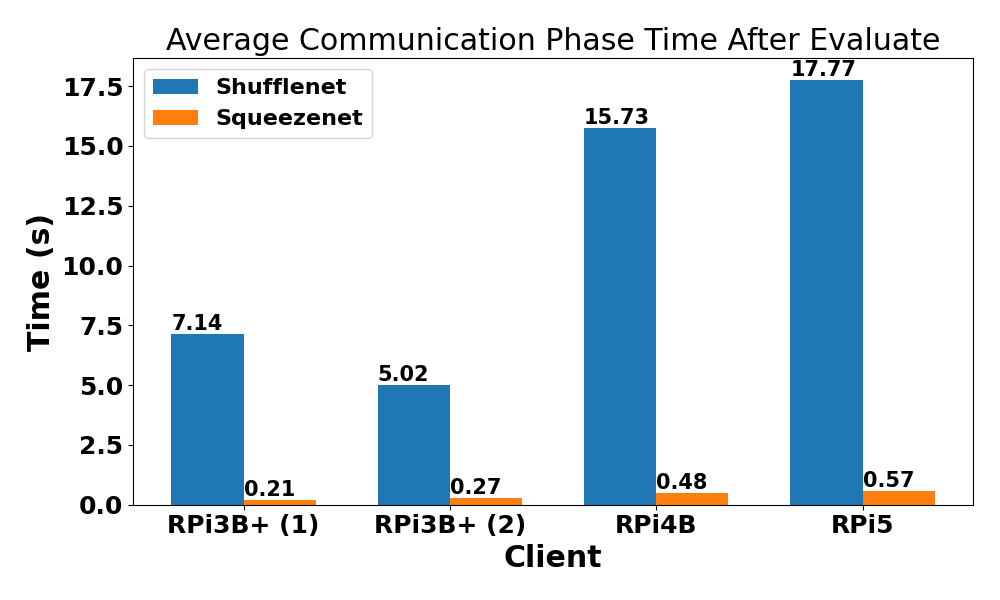 Average Communication Phase Time After Evaluate
Shufflenet
Squeezenet
Time (s)
17.5
15.0
12.5
10.0
7.5
5.0
2.5
0.0
7.14
0.21
5.02
0.27
15.73
0.48
17.77
0.57
RPi3B+ (1)
RPi3B+ (2)
RPi4B
RPi5
Client